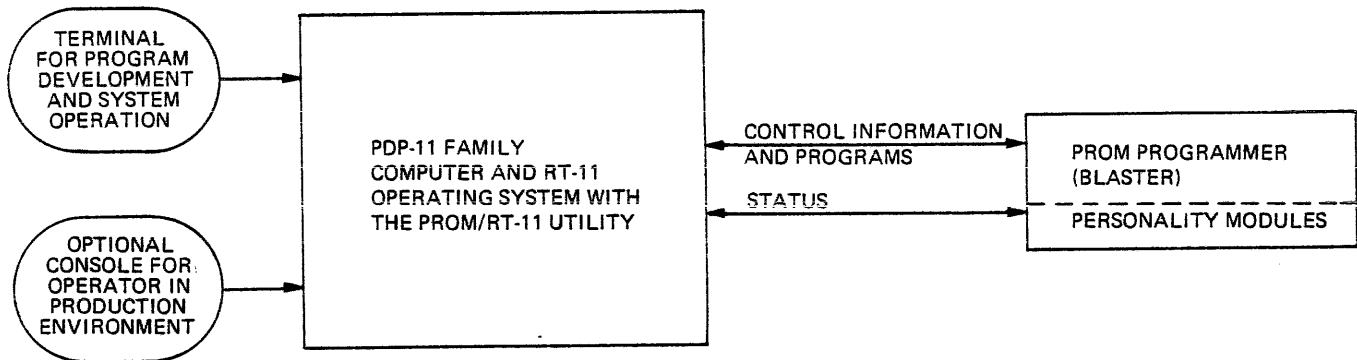 TERMINAL
FOR PROGRAM
DEVELOPMENT
AND SYSTEM
OPERATION
OPTIONAL
CONSOLE FOR
OPERATOR IN
PRODUCTION
ENVIRONMENT
PDP-11 FAMILY
COMPUTER AND RT-11
OPERATING SYSTEM WITH
THE PROM/RT-11 UTILITY
CONTROL INFORMATION
AND PROGRAMS
STATUS
PROM PROGRAMMER
(BLASTER)
PERSONALITY MODULES